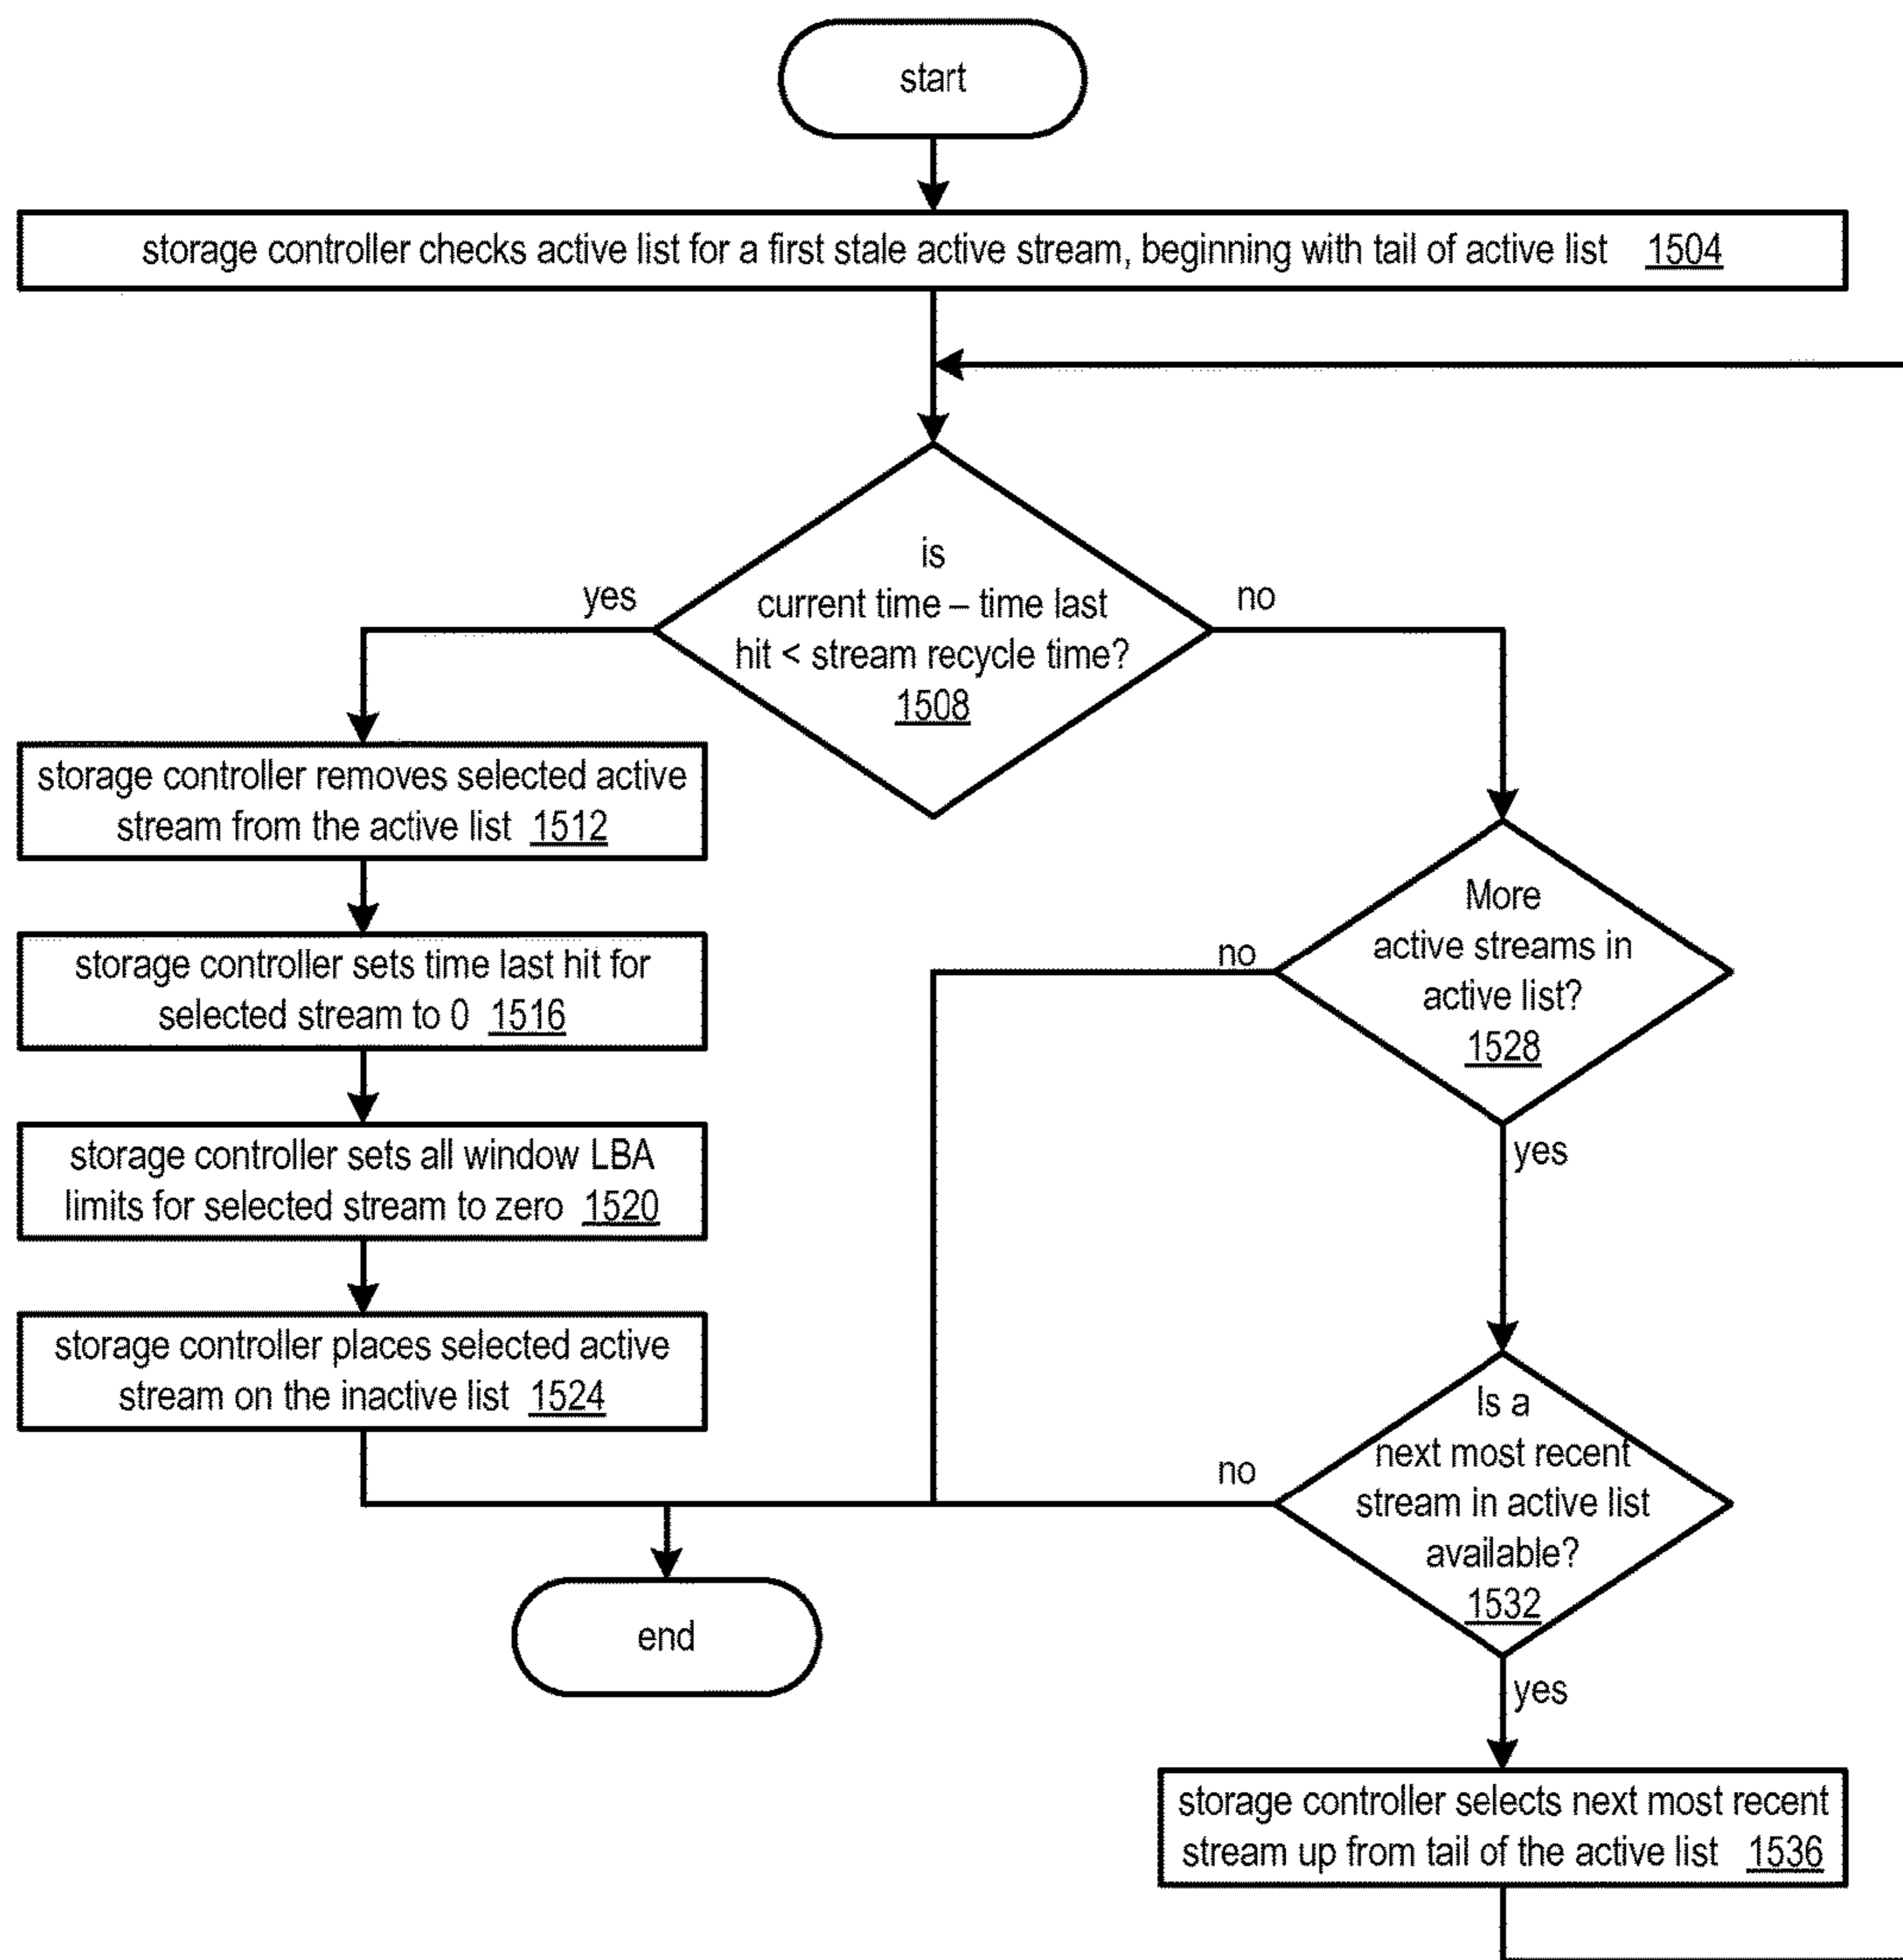 start
storage controller checks active list for a first stale active stream, beginning with tail of active list 1504
is
current time – time last
hit < stream recycle time?
1508
yes
no
storage controller removes selected active
stream from the active list 1512
storage controller sets time last hit for
selected stream to 0 1516
storage controller sets all window LBA
limits for selected stream to zero 1520
storage controller places selected active
stream on the inactive list 1524
More
active streams in
active list?
1528
no
yes
Is a
next most recent
stream in active list
available?
1532
no
yes
end
storage controller selects next most recent
stream up from tail of the active list 1536